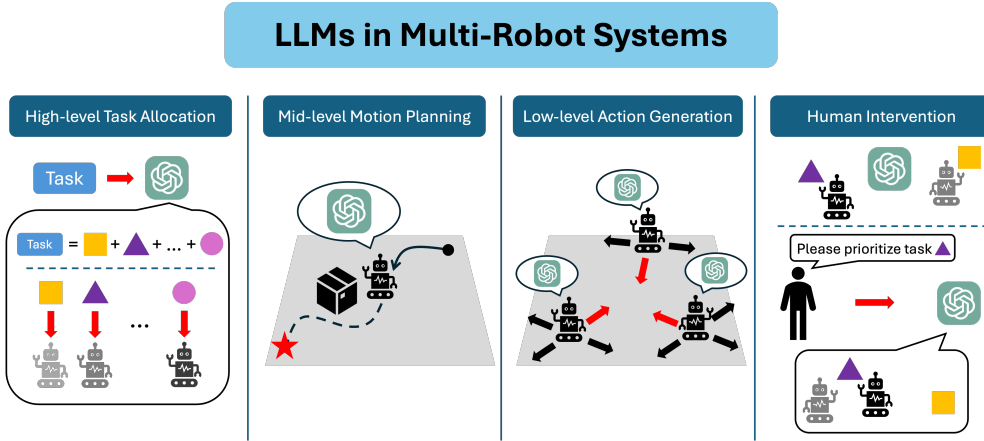 LLMs in Multi-Robot Systems
High-level Task Allocation
Mid-level Motion Planning
Low-level Action Generation
Human Intervention
Task
Task = + + ... +
...
Please prioritize task